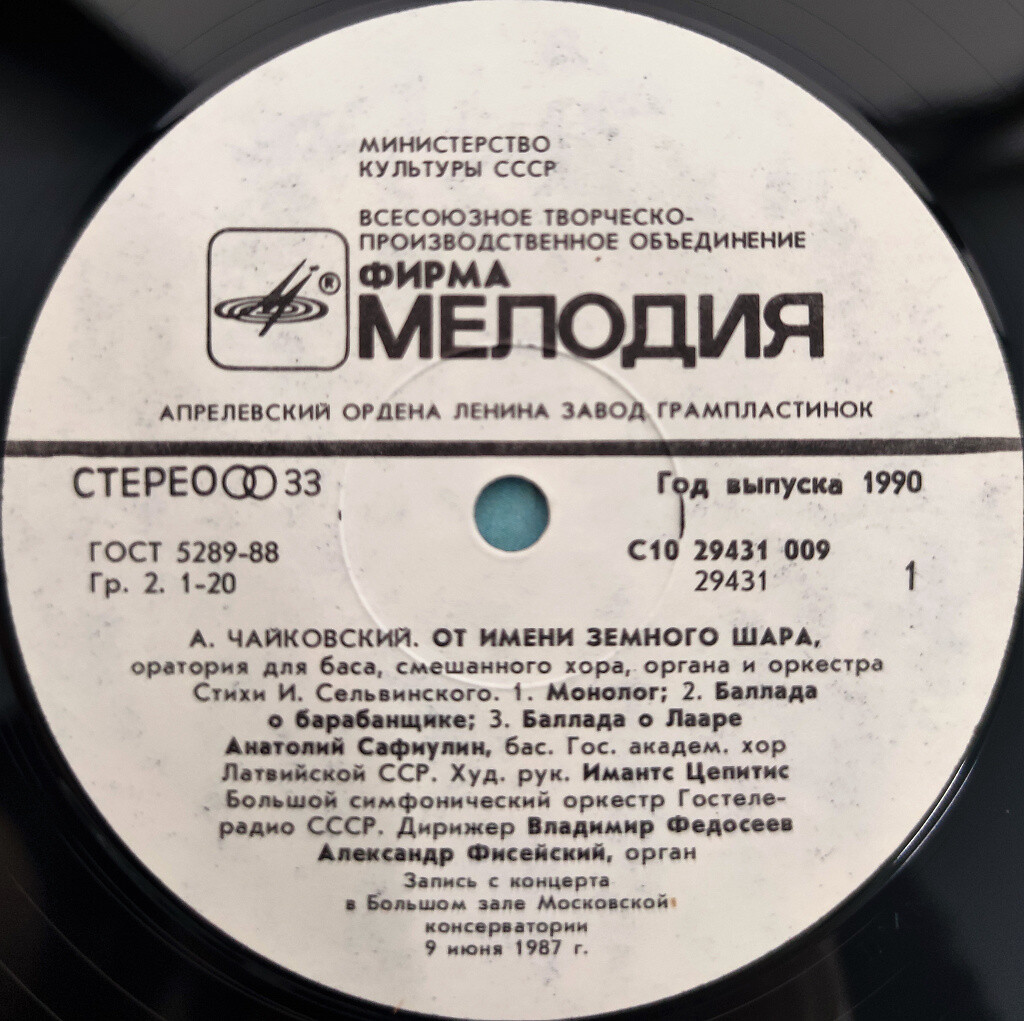 МИНИСТЕРСТВО
КУЛЬТУРЫ СССР
ВСЕСОЮЗНОЕ ТВОРЧЕСКО-
ПРОИЗВОДСТВЕННОЕ ОБЪЕДИНЕНИЕ
ФИРМА
®
МЕЛОДИЯ
АПРЕЛЕВСКИЙ ОРДЕНА ЛЕНИНА ЗАВОД ГРАМПЛАСТИНОК
СТЕРЕО 33
Год выпуска 1990
ГОСТ 5289-88
Гр. 2. 1-20
С10 29431 009
29431
1
А. ЧАЙКОВСКИЙ. ОТ ИМЕНИ ЗЕМНОГО ШАРА,
оратория для баса, смешанного хора, органа и оркестра
Стихи И. Сельвинского. 1. Монолог; 2. Баллада
о барабанщике; 3. Баллада о Лааре
Анатолий Сафиулин, бас. Гос. академ. хор
Латвийской ССР. Худ. рук. Имантс Цепитис
Большой симфонический оркестр Гостеле-
радио СССР. Дирижер Владимир Федосеев
Александр Фисейский, орган
Запись с концерта
в Большом зале Московской
консерватории
9 июня 1987 г.